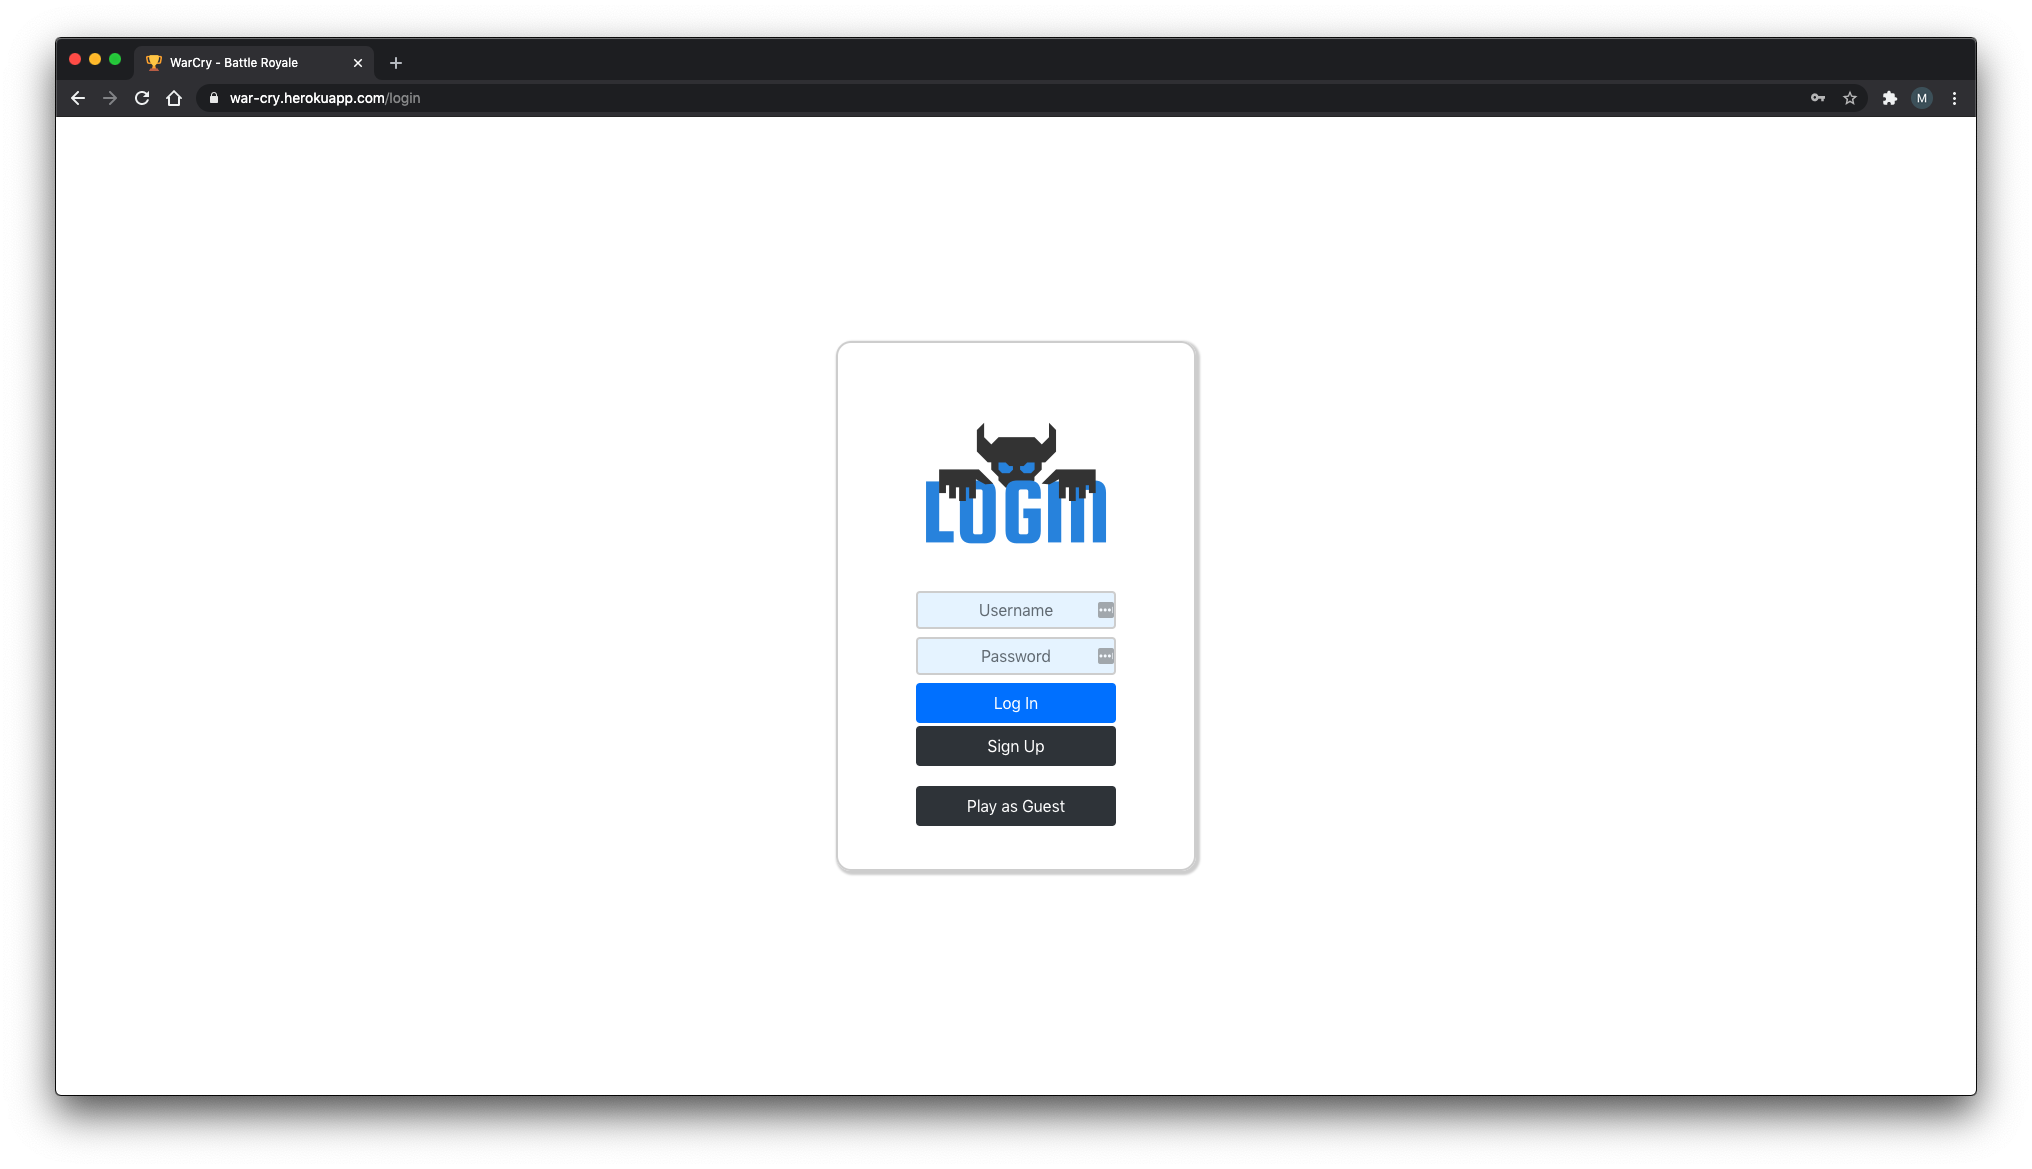 WarCry - Battle Royale
war-cry.herokuapp.com/login
M
LOGIN
Username
Password
Log In
Sign Up
Play as Guest